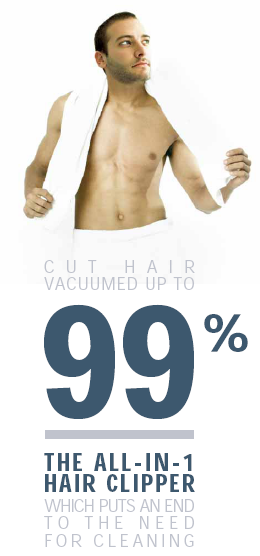 CUT HAIR
VACUUMED UP TO
99%
THE ALL-IN-1
HAIR CLIPPER
WHICH PUTS AN END
TO THE NEED
FOR CLEANING